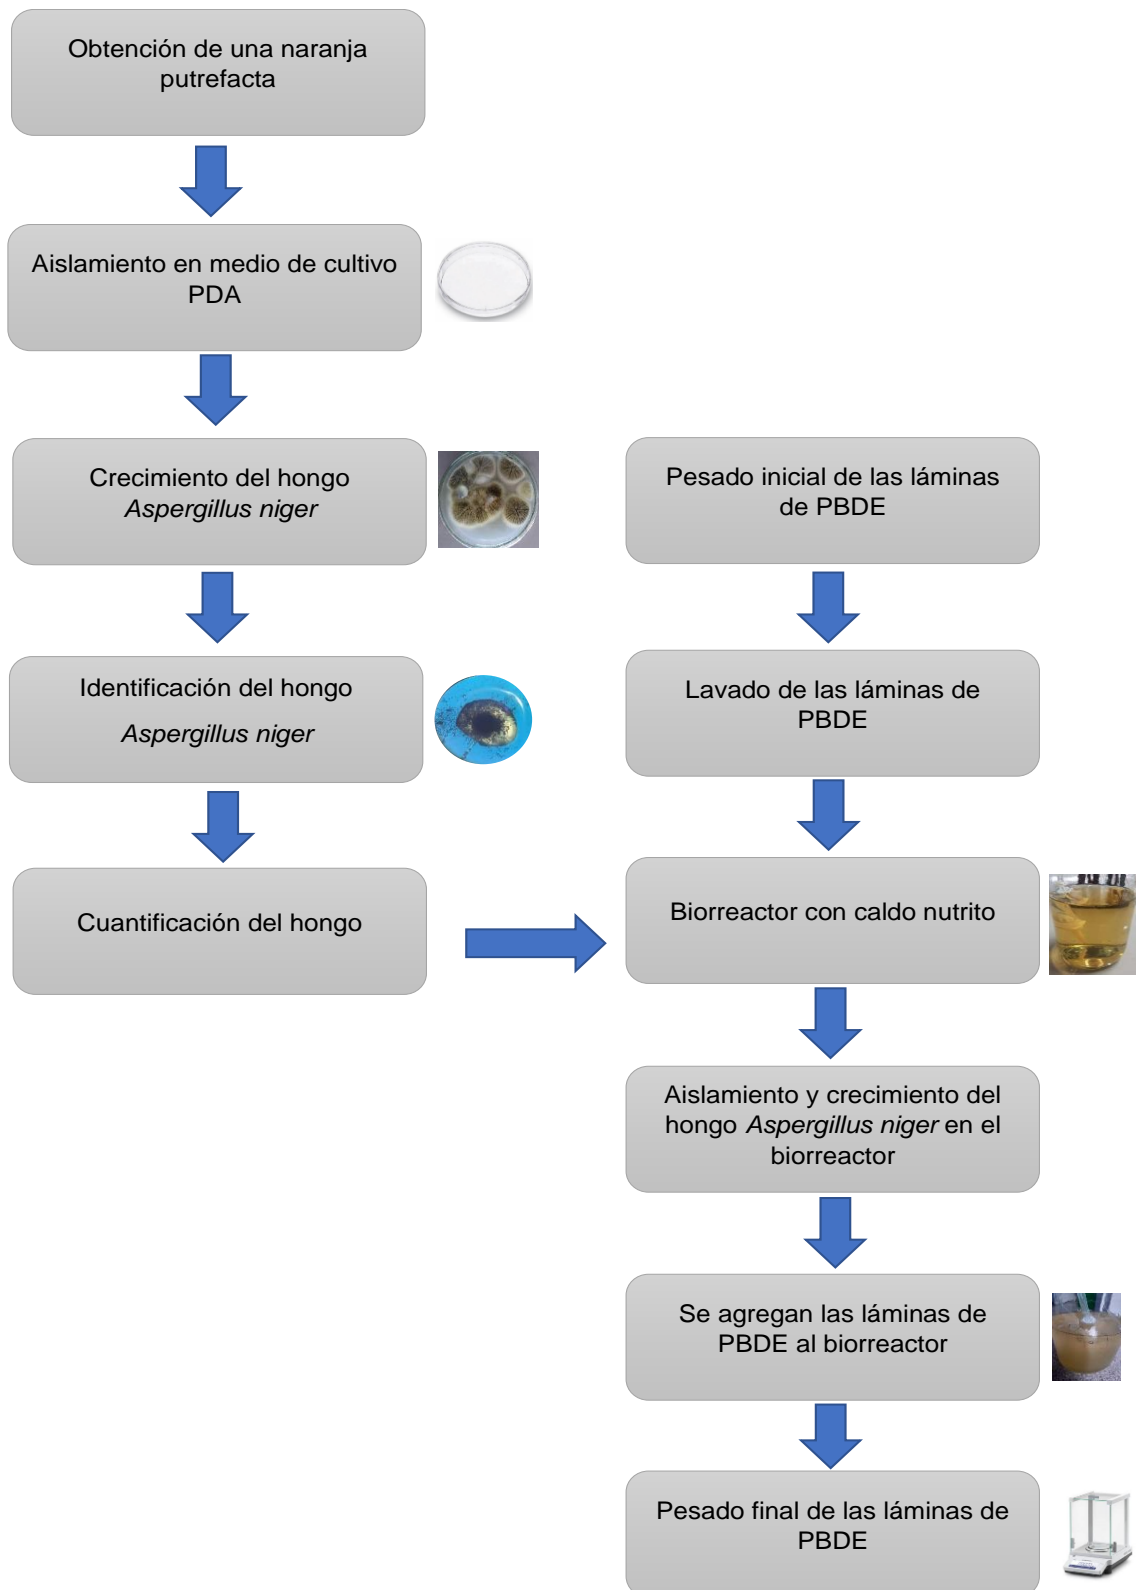 Obtención de una naranja
putrefacta
Aislamiento en medio de cultivo
PDA
Crecimiento del hongo
Aspergillus niger
Identificación del hongo
Aspergillus niger
Cuantificación del hongo
Pesado inicial de las láminas
de PBDE
Lavado de las láminas de
PBDE
Biorreactor con caldo nutrito
Aislamiento y crecimiento del
hongo Aspergillus niger en el
biorreactor
Se agregan las láminas de
PBDE al biorreactor
Pesado final de las láminas de
PBDE